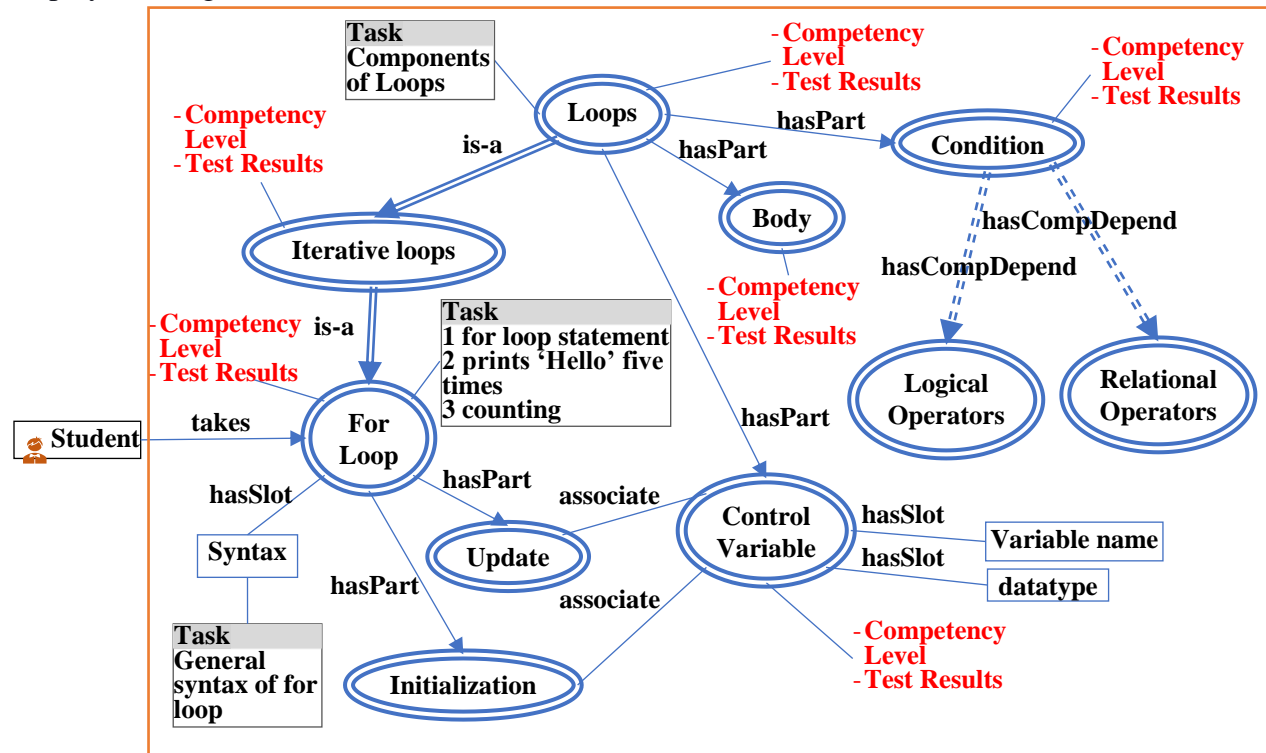 Task
Components
of Loops
- Competency
Level
- Test Results
- Competency
Level
- Test Results
- Competency
Level
- Test Results
Loops
hasPart
Condition
is-a
hasPart
Body
hasCompDepend
hasCompDepend
Iterative loops
- Competency
Level
- Test Results
is-a
Task
1 for loop statement
2 prints ‘Hello’ five
times
3 counting
- Competency
Level
- Test Results
Logical
Operators
Relational
Operators
Student
takes
For
Loop
hasPart
hasSlot
hasPart
associate
Control
Variable
hasSlot
Variable name
Syntax
Update
hasSlot
datatype
hasPart
associate
Task
General
syntax of for
loop
Initialization
- Competency
Level
- Test Results